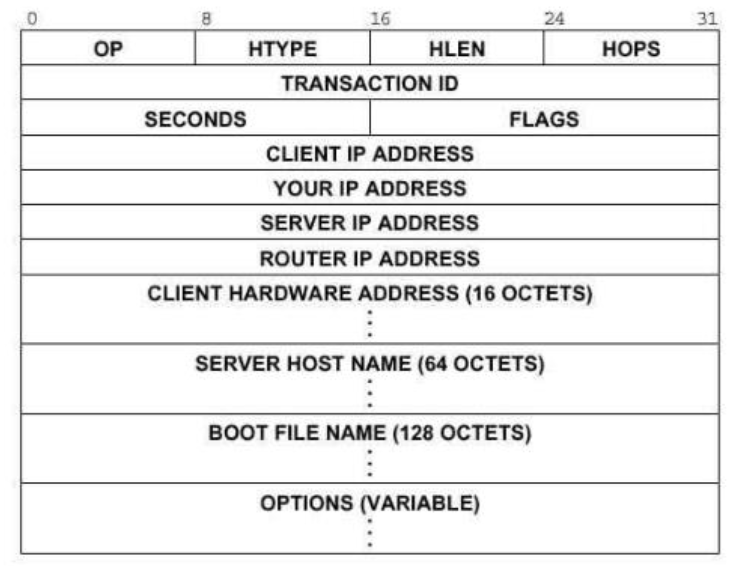 0 8 16 24 31
OP HTYPE HLEN HOPS
TRANSACTION ID
SECONDS FLAGS
CLIENT IP ADDRESS
YOUR IP ADDRESS
SERVER IP ADDRESS
ROUTER IP ADDRESS
CLIENT HARDWARE ADDRESS (16 OCTETS)
SERVER HOST NAME (64 OCTETS)
BOOT FILE NAME (128 OCTETS)
OPTIONS (VARIABLE)